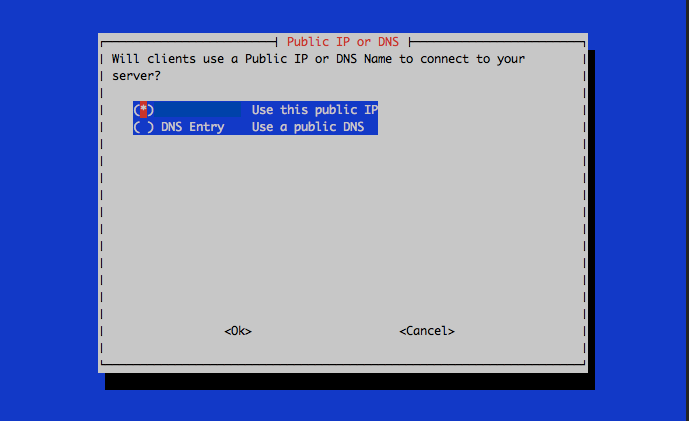 Public IP or DNS
Will clients use a Public IP or DNS Name to connect to your
server?
(*) Use this public IP
( ) DNS Entry Use a public DNS
<Ok> <Cancel>